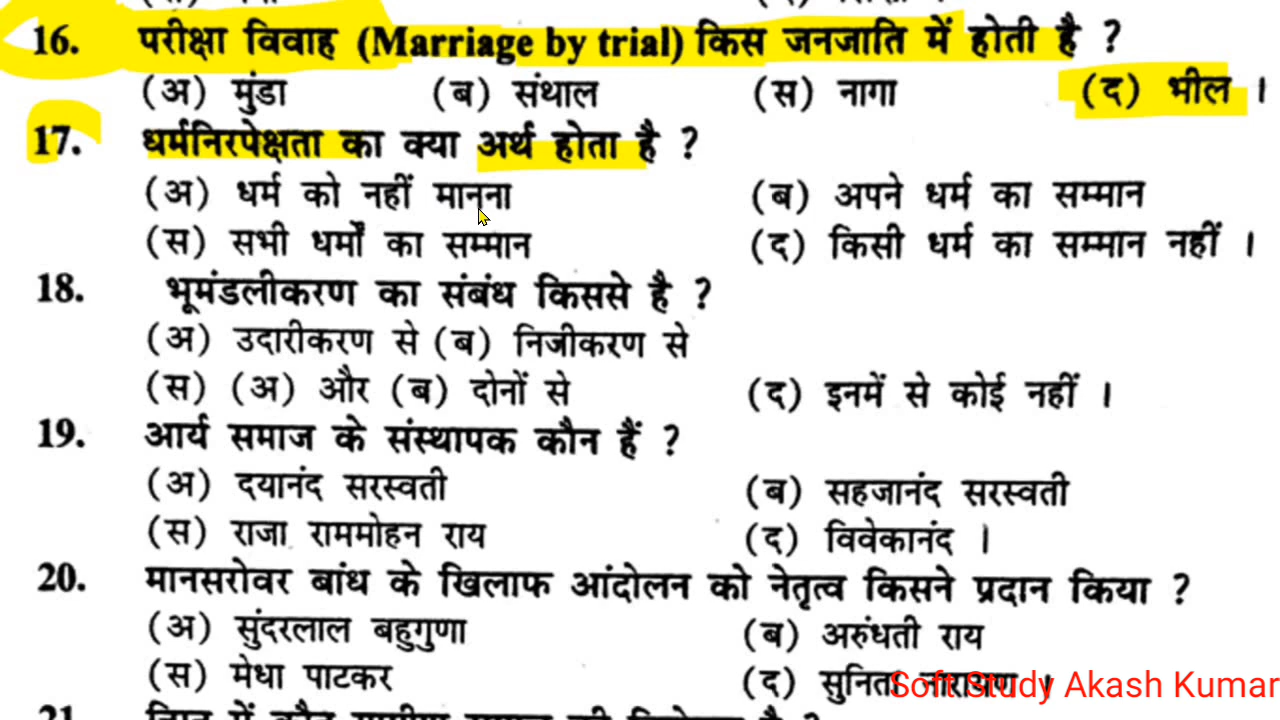 16. परीक्षा विवाह (Marriage by trial) किस जनजाति में होती है ?
(अ) मुंडा (ब) संथाल (स) नागा (द) भील ।
17. धर्मनिरपेक्षता का क्या अर्थ होता है ?
(अ) धर्म को नहीं मानना (ब) अपने धर्म का सम्मान
(स) सभी धर्मों का सम्मान (द) किसी धर्म का सम्मान नहीं ।
18. भूमंडलीकरण का संबंध किससे है ?
(अ) उदारीकरण से (ब) निजीकरण से
(स) (अ) और (ब) दोनों से (द) इनमें से कोई नहीं ।
19. आर्य समाज के संस्थापक कौन हैं ?
(अ) दयानंद सरस्वती (ब) सहजानंद सरस्वती
(स) राजा राममोहन राय (द) विवेकानंद ।
20. मानसरोवर बांध के खिलाफ आंदोलन को नेतृत्व किसने प्रदान किया ?
(अ) सुंदरलाल बहुगुणा (ब) अरुंधती राय
(स) मेधा पाटकर (द) सुनिता नारायण ।
Soft Study Akash Kumar
21.